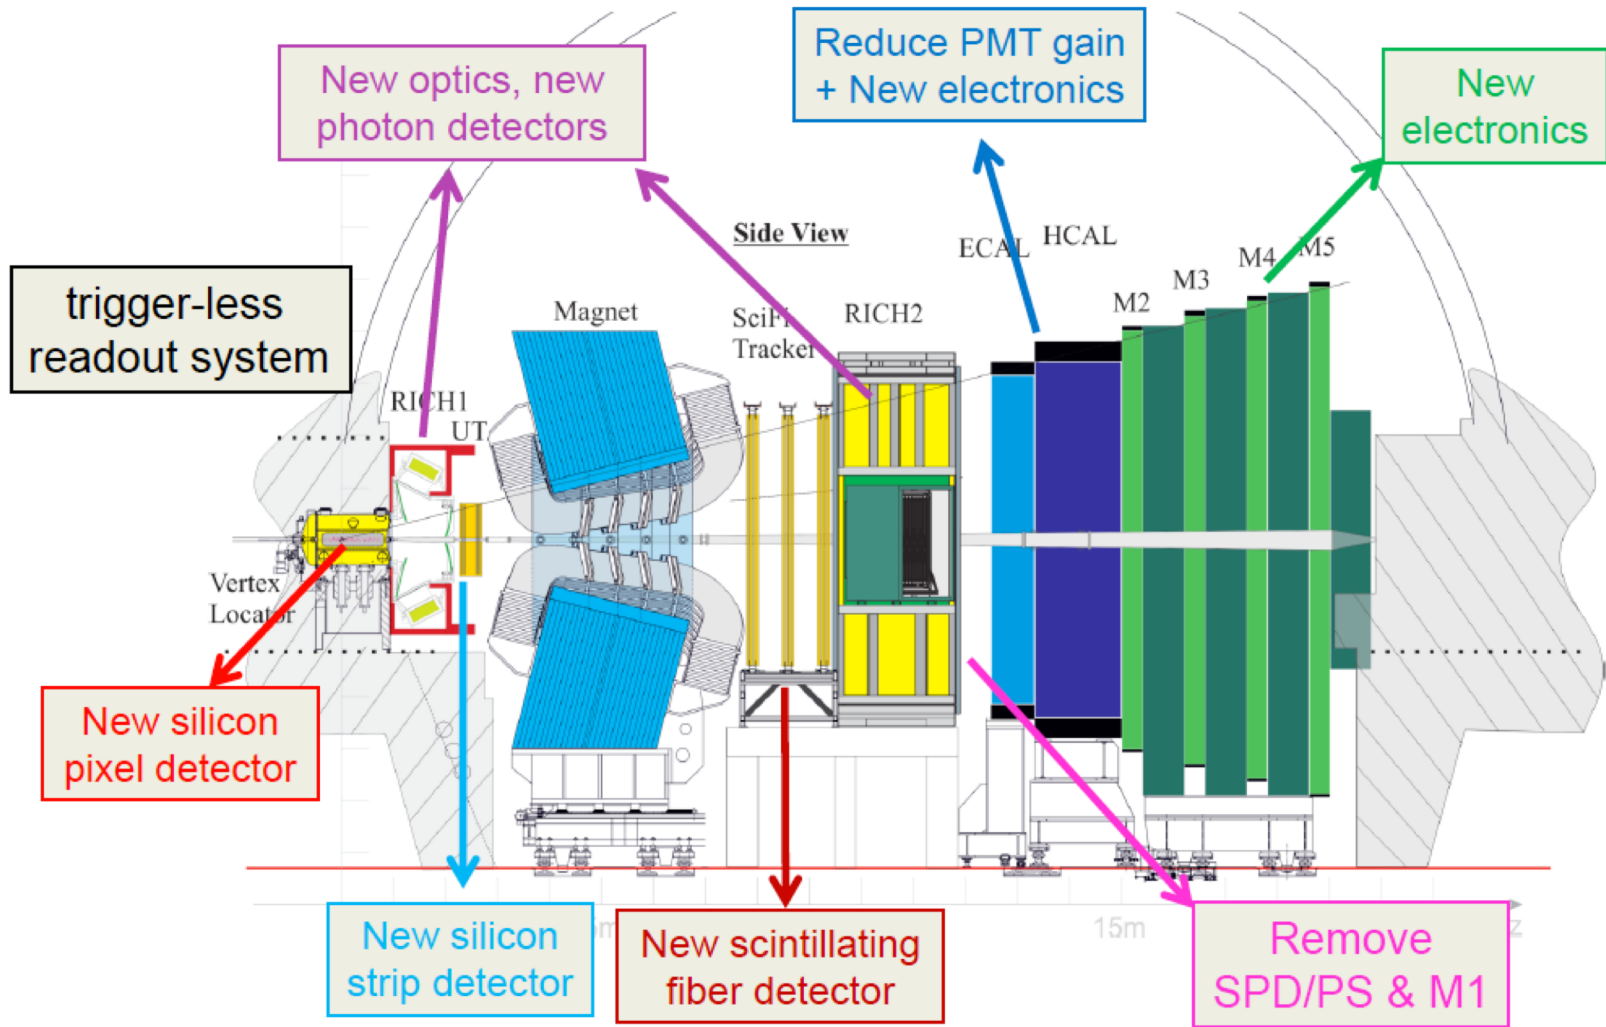 New optics, new
photon detectors
Reduce PMT gain
+ New electronics
New
electronics
trigger-less
readout system
Side View
Magnet
SciFi
Tracker
RICH2
ECAL
HCAL
M2
M3
M4
M5
RICH1
UT
Vertex
Locator
New silicon
pixel detector
New silicon
strip detector
5m
New scintillating
fiber detector
15m
Remove
SPD/PS & M1
z